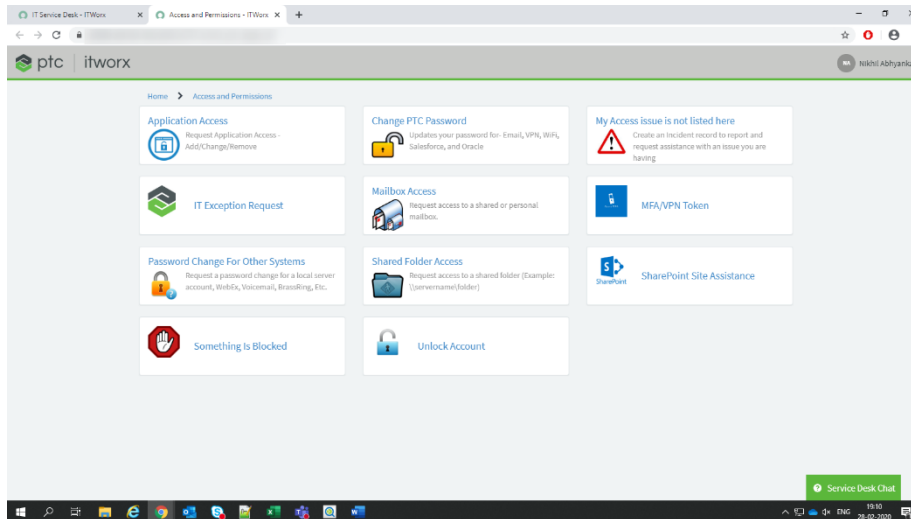 IT Service Desk - ITWorx
Access and Permissions - ITWorx
ptc itworx
NA
Nikhil Abhyank
Home > Access and Permissions
Application Access
Request Application Access -
Add/Change/Remove
Change PTC Password
Updates your password for- Email, VPN, WiFi,
Salesforce, and Oracle
My Access issue is not listed here
Create an Incident record to report and
request assistance with an issue you are
having
IT Exception Request
Mailbox Access
Request access to a shared or personal
mailbox.
MFA/VPN Token
Password Change For Other Systems
Request a password change for a local server
account, WebEx, Voicemail, BrassRing, Etc.
Shared Folder Access
Request access to a shared folder (Example:
\\servername\folder)
SharePoint
SharePoint Site Assistance
Something Is Blocked
Unlock Account
Service Desk Chat
ENG
19:10
28-02-2020